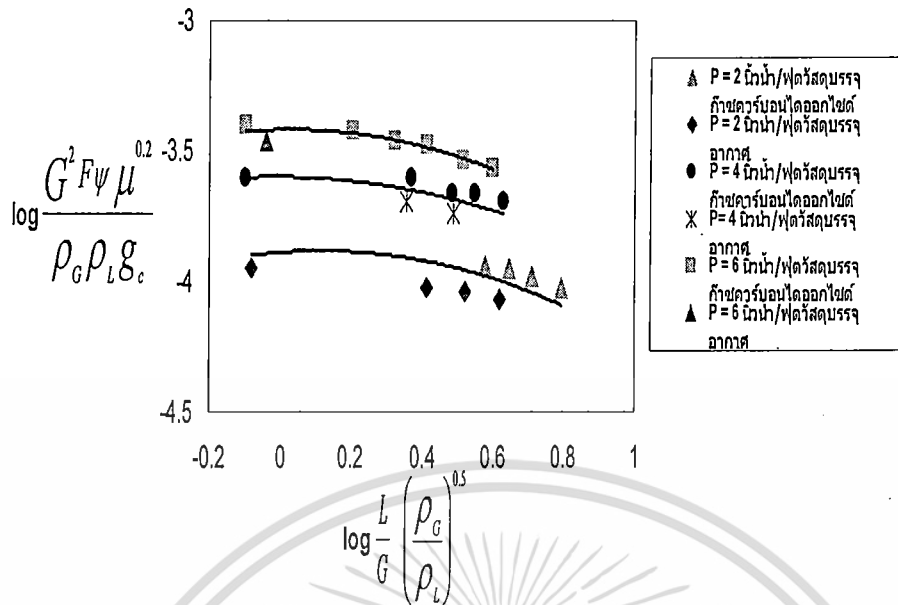 -3
-3.5
-4
-4.5
-0.2 0 0.2 0.4 0.6 0.8 1
log G² Fψ μ^0.2 / ρ_G ρ_L g_c
log L/G (ρ_G/ρ_L)^0.5
P = 2 นิ้วน้ำ/ฟุตวัสดุบรรจุ
ก๊าซคาร์บอนไดออกไซด์
P = 2 นิ้วน้ำ/ฟุตวัสดุบรรจุ
อากาศ
P = 4 นิ้วน้ำ/ฟุตวัสดุบรรจุ
ก๊าซคาร์บอนไดออกไซด์
P = 4 นิ้วน้ำ/ฟุตวัสดุบรรจุ
อากาศ
P = 6 นิ้วน้ำ/ฟุตวัสดุบรรจุ
ก๊าซคาร์บอนไดออกไซด์
P = 6 นิ้วน้ำ/ฟุตวัสดุบรรจุ
อากาศ